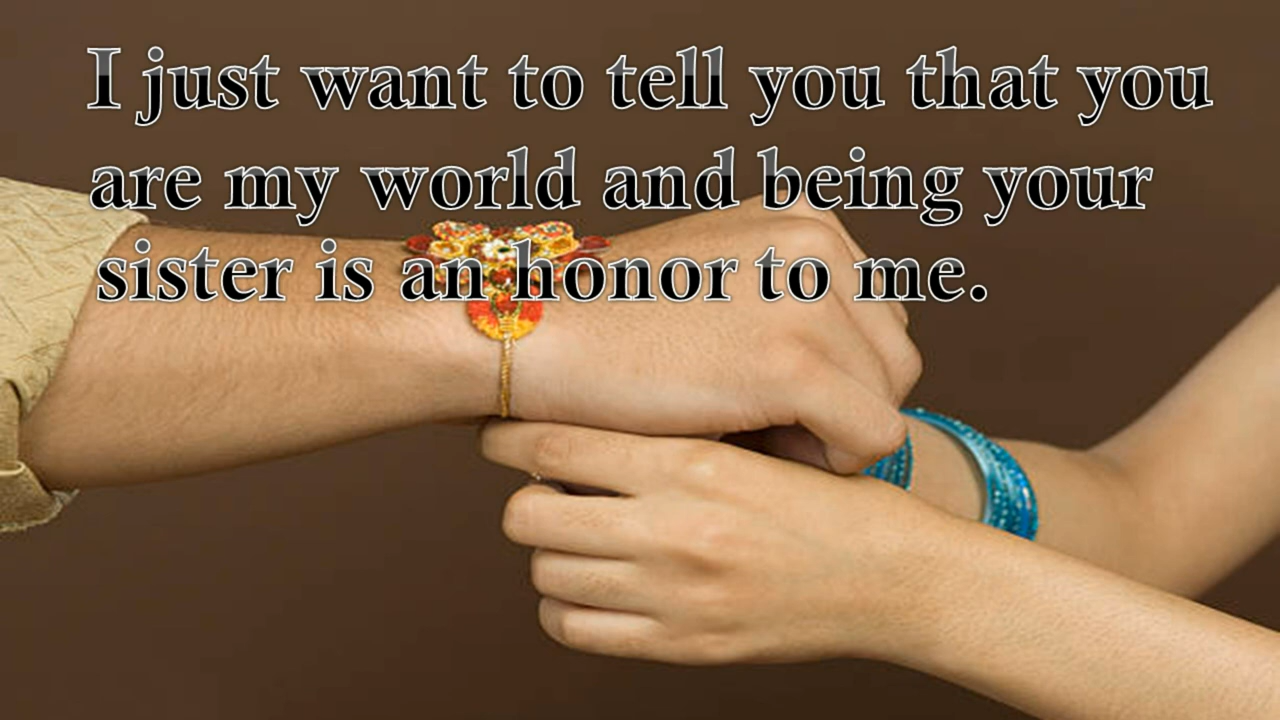 I just want to tell you that you
are my world and being your
sister is an honor to me.